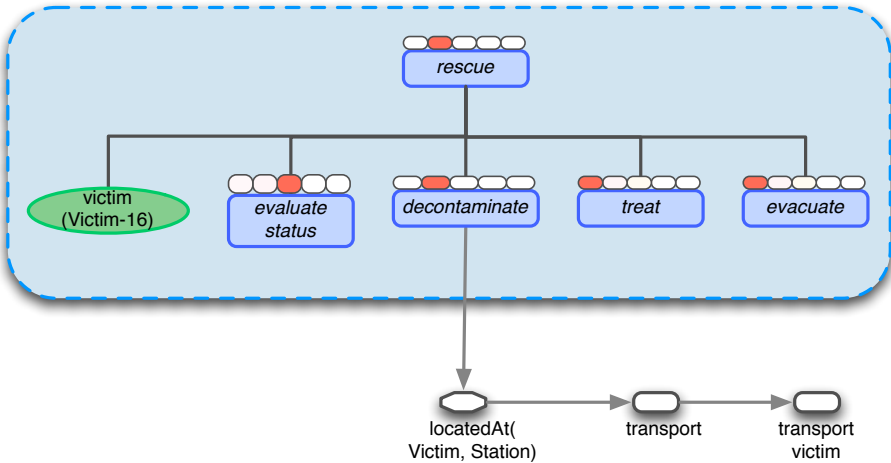 rescue
victim
(Victim-16)
evaluate
status
decontaminate
treat
evacuate
locatedAt(
Victim, Station)
transport
transport
victim